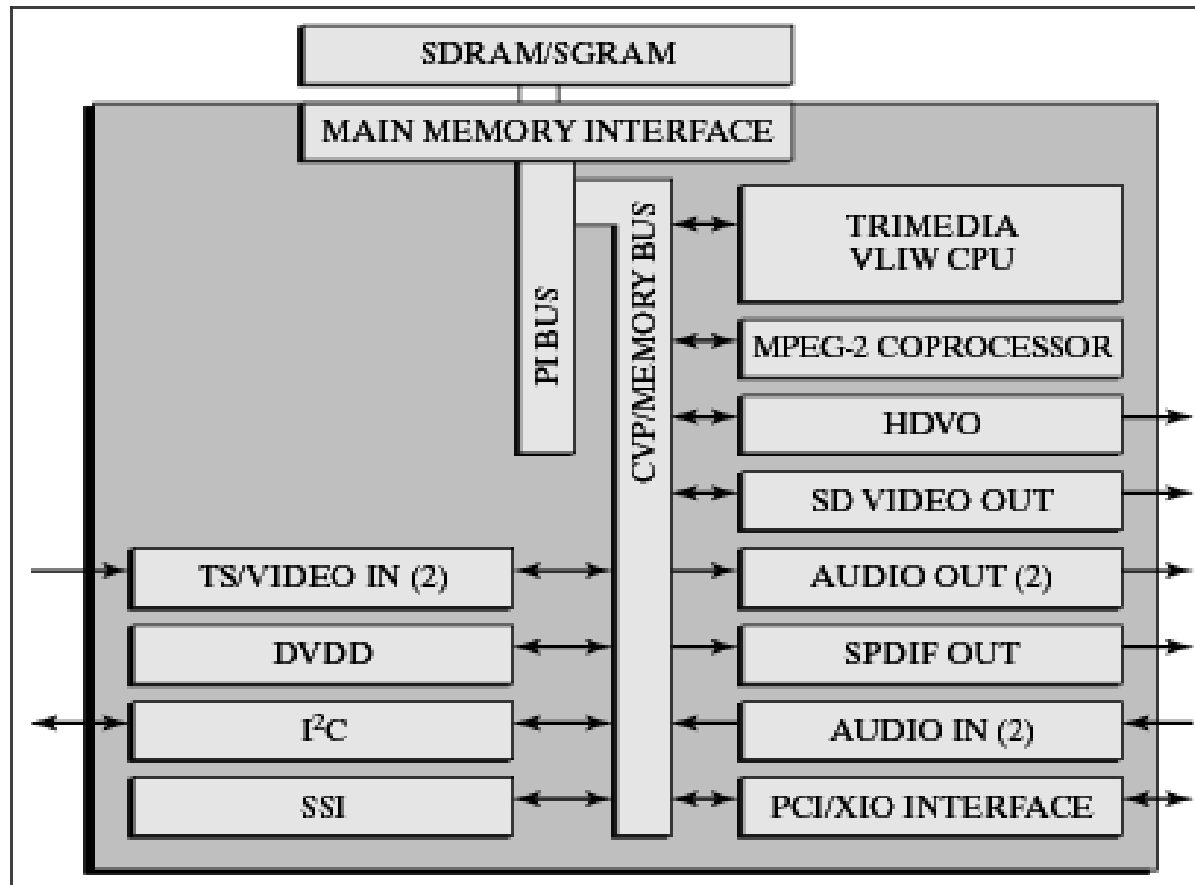 SDRAM/SGRAM
MAIN MEMORY INTERFACE
PI BUS
CVP/MEMORY BUS
TRIMEDIA
VLIW CPU
MPEG-2 COPROCESSOR
HDVO
SD VIDEO OUT
TS/VIDEO IN (2)
AUDIO OUT (2)
DVDD
SPDIF OUT
I²C
AUDIO IN (2)
SSI
PCI/XIO INTERFACE